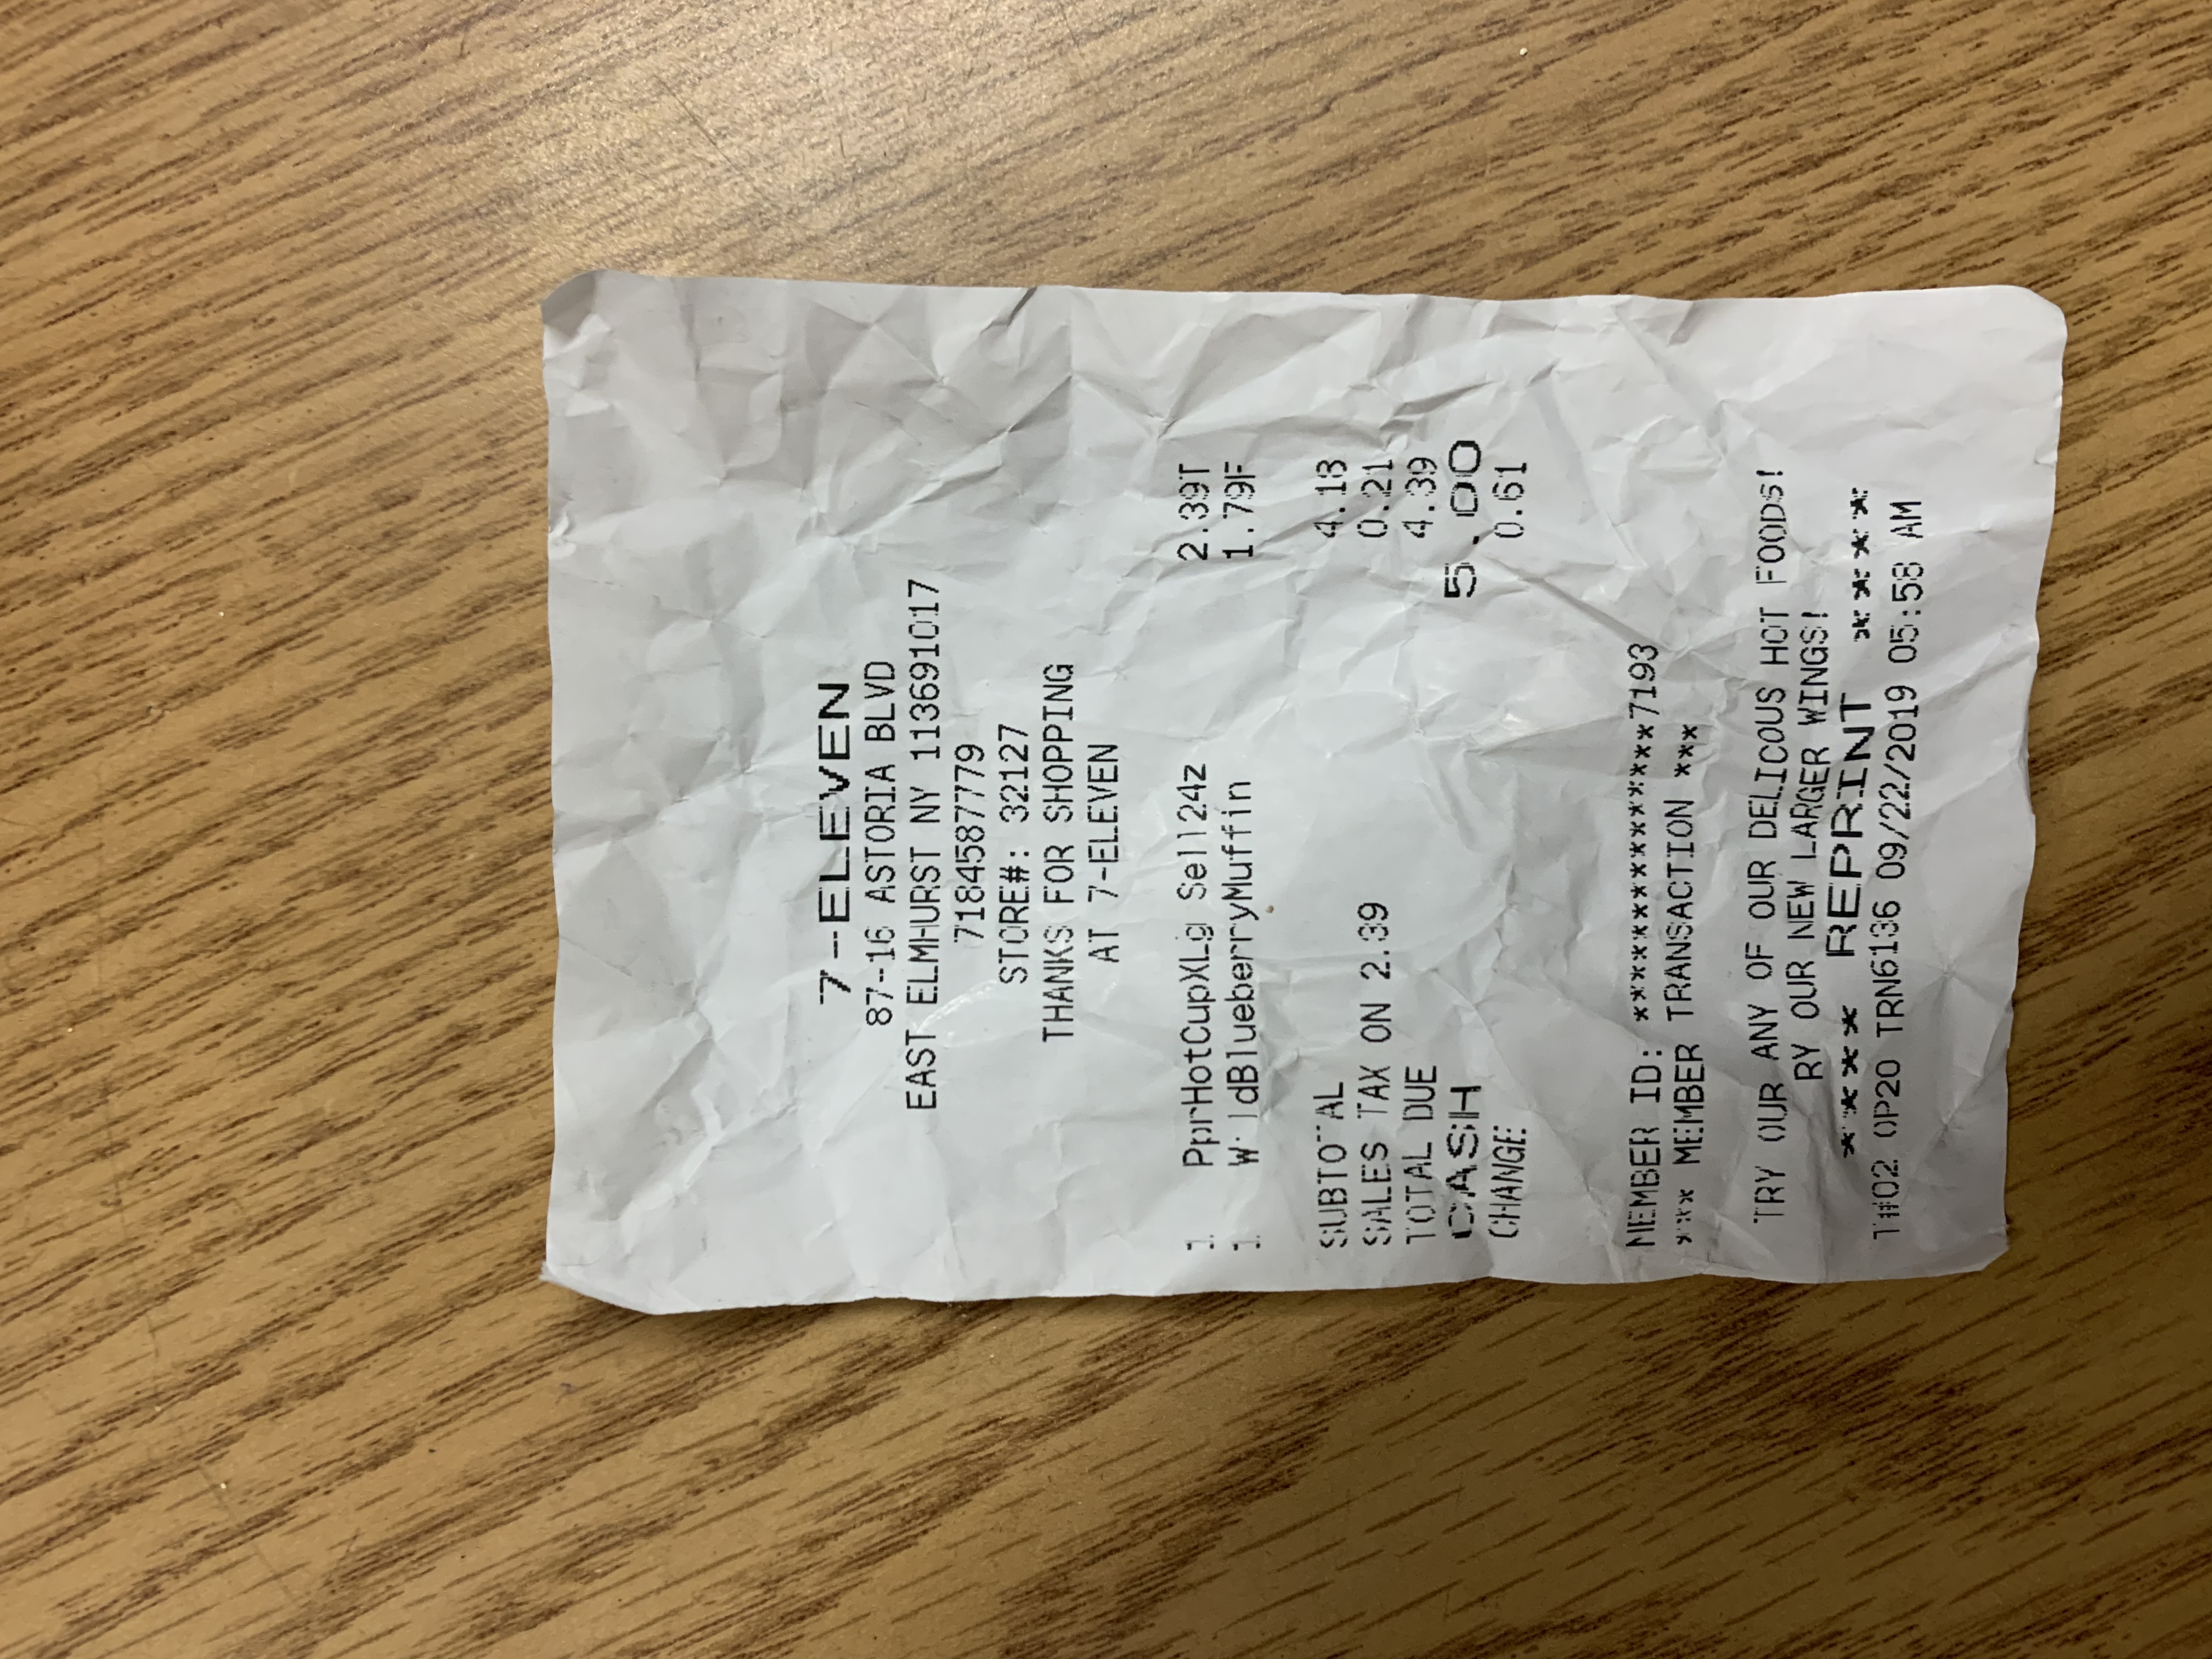 7-ELEVEN
87-16 ASTORIA BLVD
EAST ELMHURST NY 113691017
7184587779
STORE#: 32127
THANKS FOR SHOPPING
AT 7-ELEVEN
1 PprHotCupXLg Sell24z 2.39T
1 WildBlueberryMuffin 1.79F
SUBTOTAL 4.18
SALES TAX ON 2.39 0.21
TOTAL DUE 4.39
CASH 5.00
CHANGE 0.61
MEMBER ID: ***************7193
*** MEMBER TRANSACTION ***
TRY OUR ANY OF OUR DELICOUS HOT FOODS!
RY OUR NEW LARGER WINGS!
**** REPRINT ****
T#02 OP20 TRN6136 09/22/2019 05:58 AM